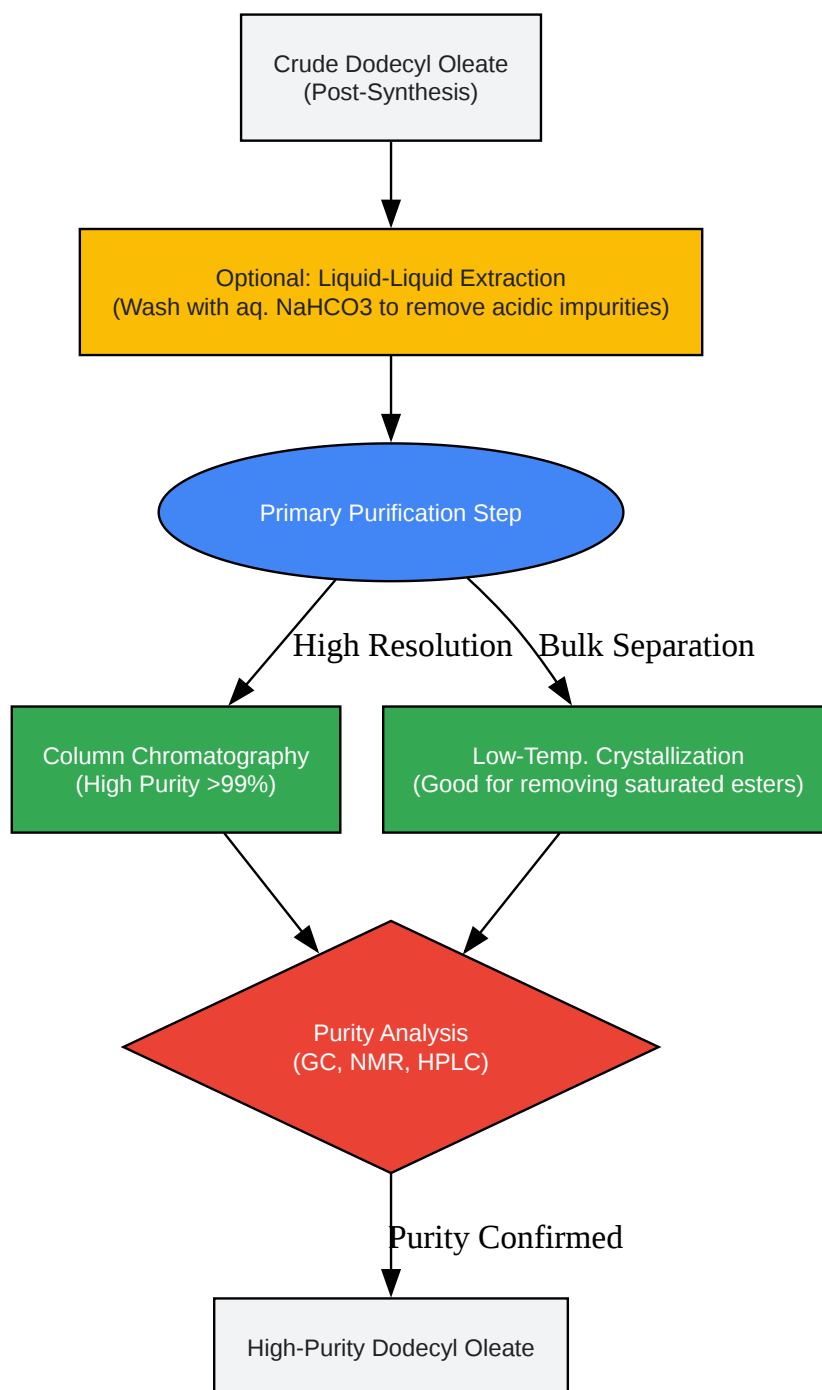 Crude Dodecyl Oleate
(Post-Synthesis)
Optional: Liquid-Liquid Extraction
(Wash with aq. NaHCO3 to remove acidic impurities)
Primary Purification Step
High Resolution
Bulk Separation
Column Chromatography
(High Purity >99%)
Low-Temp. Crystallization
(Good for removing saturated esters)
Purity Analysis
(GC, NMR, HPLC)
Purity Confirmed
High-Purity Dodecyl Oleate